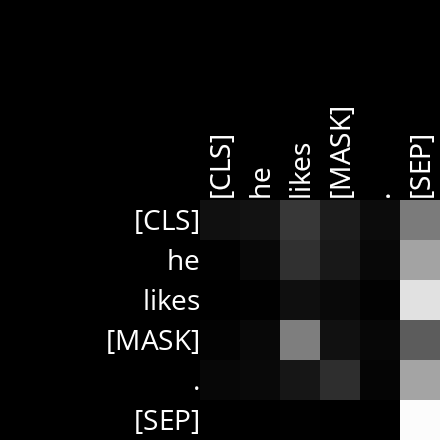 [CLS]
he
likes
[MASK]
.
[SEP]
[CLS]
he
likes
[MASK]
.
[SEP]